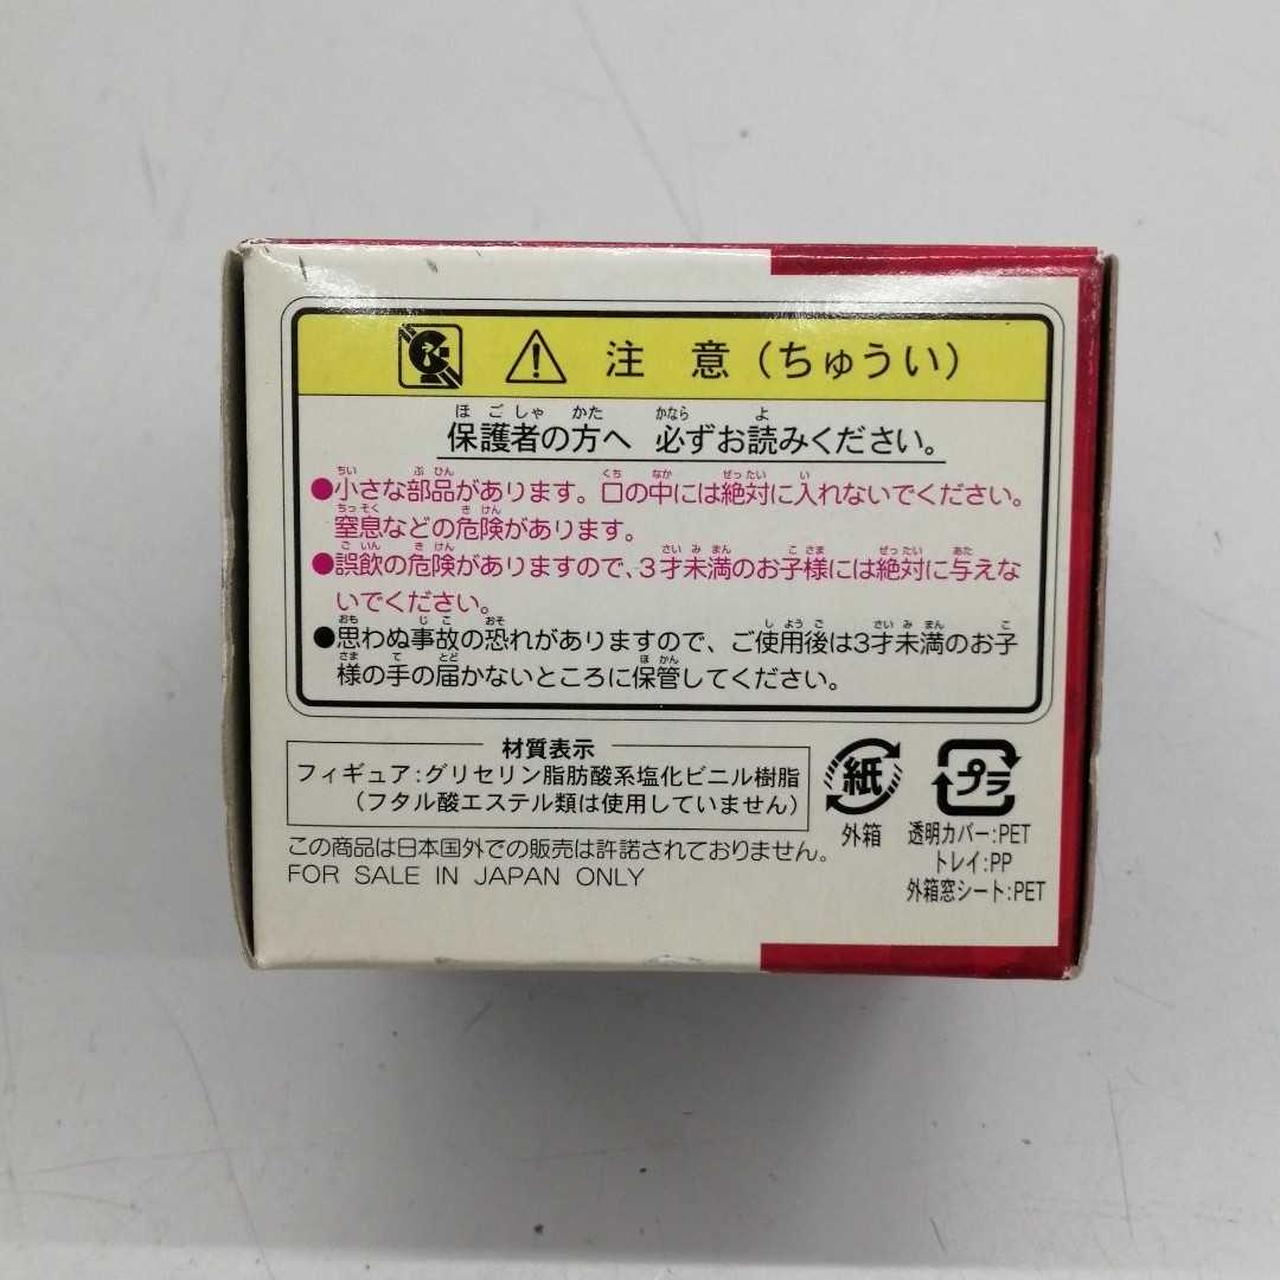 注 意（ちゅうい）
ほごしゃ かた かなら よ
保護者の方へ 必ずお読みください。
ちい ぶひん くち なか ぜったい い
●小さな部品があります。口の中には絶対に入れないでください。
ちっそく きけん
窒息などの危険があります。
ごいん きけん さいみまん こさま ぜったい あた
●誤飲の危険がありますので、3才未満のお子様には絶対に与えな
いでください。
おも じこ おそ しようご さいみまん こ
●思わぬ事故の恐れがありますので、ご使用後は3才未満のお子
さま て とど ほかん
様の手の届かないところに保管してください。
材質表示
フィギュア：グリセリン脂肪酸系塩化ビニル樹脂
（フタル酸エステル類は使用していません）
この商品は日本国外での販売は許諾されておりません。
FOR SALE IN JAPAN ONLY
紙
外箱
プラ
透明カバー：PET
トレイ：PP
外箱窓シート：PET